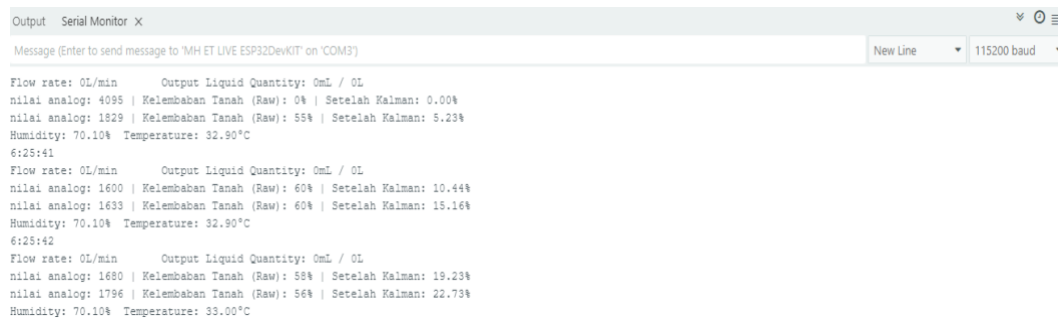 Output Serial Monitor ×
Message (Enter to send message to 'MH ET LIVE ESP32DevKIT' on 'COM3') New Line 115200 baud
Flow rate: 0L/min Output Liquid Quantity: 0mL / 0L
nilai analog: 4095 | Kelembaban Tanah (Raw): 0% | Setelah Kalman: 0.00%
nilai analog: 1829 | Kelembaban Tanah (Raw): 55% | Setelah Kalman: 5.23%
Humidity: 70.10% Temperature: 32.90°C
6:25:41
Flow rate: 0L/min Output Liquid Quantity: 0mL / 0L
nilai analog: 1600 | Kelembaban Tanah (Raw): 60% | Setelah Kalman: 10.44%
nilai analog: 1633 | Kelembaban Tanah (Raw): 60% | Setelah Kalman: 15.16%
Humidity: 70.10% Temperature: 32.90°C
6:25:42
Flow rate: 0L/min Output Liquid Quantity: 0mL / 0L
nilai analog: 1680 | Kelembaban Tanah (Raw): 58% | Setelah Kalman: 19.23%
nilai analog: 1796 | Kelembaban Tanah (Raw): 56% | Setelah Kalman: 22.73%
Humidity: 70.10% Temperature: 33.00°C